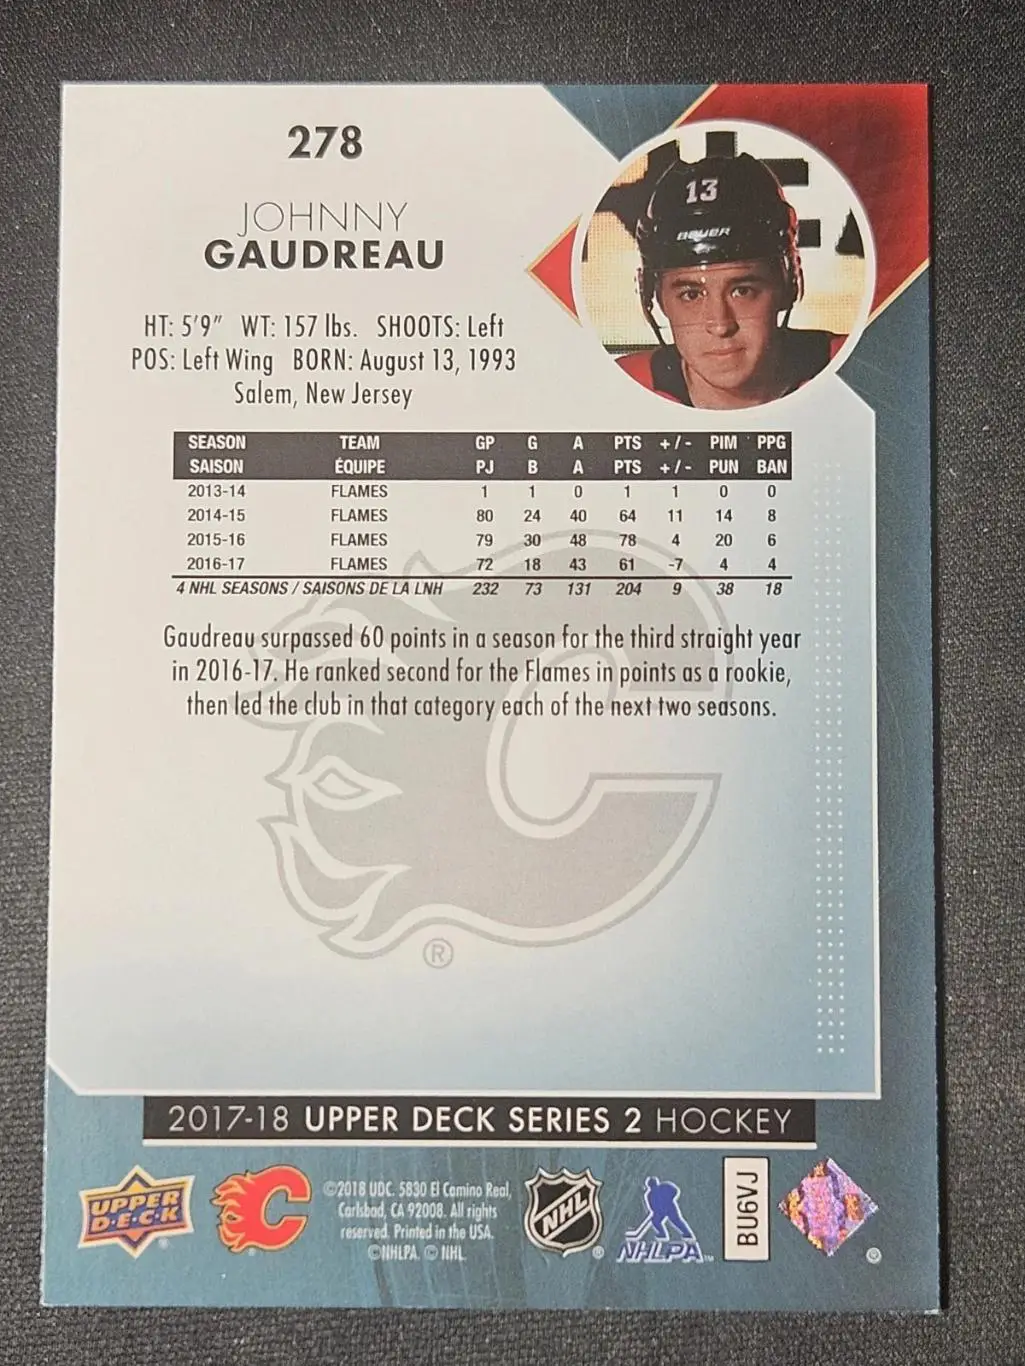 278
JOHNNY
GAUDREAU
13
BAUER
HT: 5'9" WT: 157 lbs. SHOOTS: Left
POS: Left Wing BORN: August 13, 1993
Salem, New Jersey
SEASON TEAM GP G A PTS +/- PIM PPG
SAISON ÉQUIPE PJ B A PTS +/- PUN BAN
2013-14 FLAMES 1 1 0 1 1 0 0
2014-15 FLAMES 80 24 40 64 11 14 8
2015-16 FLAMES 79 30 48 78 4 20 6
2016-17 FLAMES 72 18 43 61 -7 4 4
4 NHL SEASONS / SAISONS DE LA LNH 232 73 131 204 9 38 18
Gaudreau surpassed 60 points in a season for the third straight year
in 2016-17. He ranked second for the Flames in points as a rookie,
then led the club in that category each of the next two seasons.
®
2017-18 UPPER DECK SERIES 2 HOCKEY
UPPER
DECK
©2018 UDC. 5830 El Camino Real,
Carlsbad, CA 92008. All rights
reserved. Printed in the USA.
©NHLPA. © NHL.
NHL
®
NHLPA™
BU6VJ
®